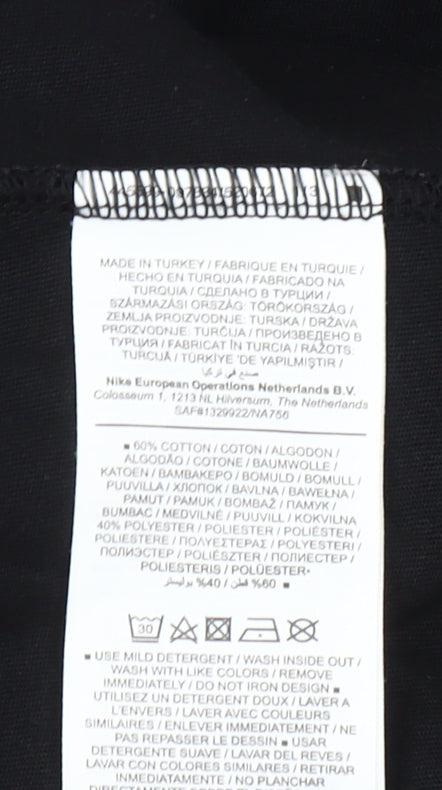 MADE IN TURKEY / FABRIQUE EN TURQUIE /
HECHO EN TURQUIA / FABRICADO NA
TURQUIA / СДЕЛАНО В ТУРЦИИ /
SZÁRMAZÁSI ORSZÁG: TÖRÖKORSZÁG /
ZEMLJA PROIZVODNJE: TURSKA / DRŽAVA
PROIZVODNJE: TURČIJA / ПРОИЗВЕДЕНО В
ТУРЦИЯ / FABRICAT ÎN TURCIA / RAŽOTS:
TURCIJĀ / TÜRKİYE 'DE YAPILMIŞTIR /
صنع في تركيا
Nike European Operations Netherlands B.V.
Colosseum 1, 1213 NL Hilversum, The Netherlands
SAF#1329922/NA756
■ 60% COTTON / COTON / ALGODON /
ALGODÃO / COTONE / BAUMWOLLE /
KATOEN / ΒΑΜΒΑΚΕΡΟ / BOMULD / BOMULL /
PUUVILLA / ХЛОПОК / BAVLNA / BAWEŁNA /
PAMUT / PAMUK / BOMBAŽ / ПАМУК /
BUMBAC / MEDVILNĖ / PUUVILL / KOKVILNA
40% POLYESTER / POLIESTER / POLIÉSTER /
POLIESTERE / ΠΟΛΥΕΣΤΕΡΑΣ / POLYESTERI /
ПОЛИЭСТЕР / POLIÉSZTER / ПОЛИЕСТЕР /
POLIESTERIS / POLÜESTER•
60% قطن / 40% بوليستر ■
30
■ USE MILD DETERGENT / WASH INSIDE OUT /
WASH WITH LIKE COLORS / REMOVE
IMMEDIATELY / DO NOT IRON DESIGN ■
UTILISEZ UN DETERGENT DOUX / LAVER A
L'ENVERS / LAVER AVEC COULEURS
SIMILAIRES / ENLEVER IMMEDIATEMENT / NE
PAS REPASSER LE DESSIN ■ USAR
DETERGENTE SUAVE / LAVAR DEL REVES /
LAVAR CON COLORES SIMILARES / RETIRAR
INMEDIATAMENTE / NO PLANCHAR